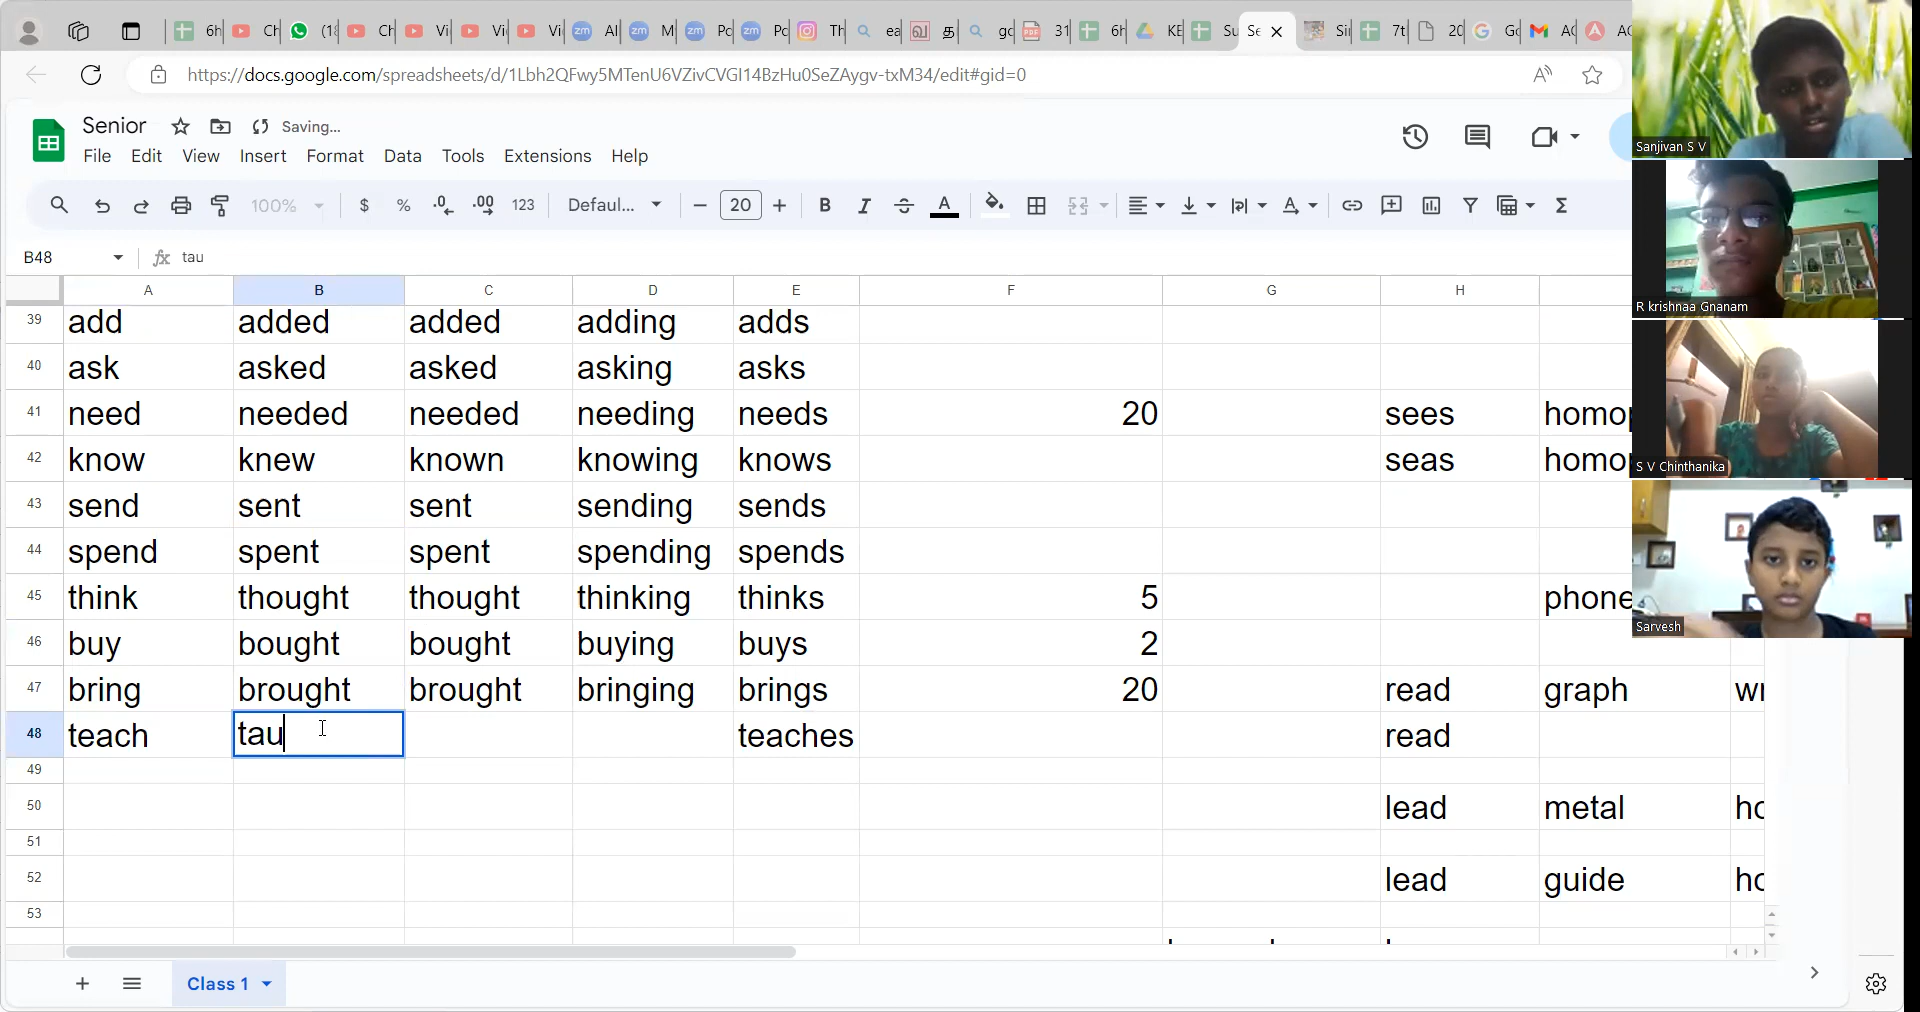 https://docs.google.com/spreadsheets/d/1Lbh2QFwy5MTenU6VZivCVGI14BzHu0SeZAygv-txM34/edit#gid=0
Senior Saving...
File Edit View Insert Format Data Tools Extensions Help
100% $ % .0 .00 123 Defaul... 20
B48 fx tau
A B C D E F G H
39 add added added adding adds
40 ask asked asked asking asks
41 need needed needed needing needs 20 sees
42 know knew known knowing knows seas
43 send sent sent sending sends
44 spend spent spent spending spends
45 think thought thought thinking thinks 5 phone
46 buy bought bought buying buys 2
47 bring brought brought bringing brings 20 read graph
48 teach tau teaches read
49
50 lead metal
51
52 lead guide
53
Class 1
Sanjivan S V
R krishnaa Gnanam
S V Chinthanika
Sarvesh